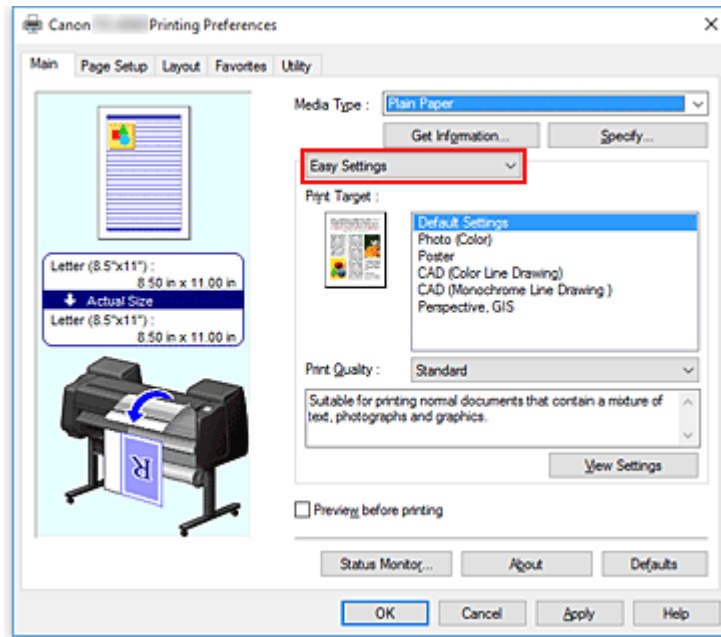 Canon Printing Preferences
Main Page Setup Layout Favorites Utility
Media Type : Plain Paper
Get Information... Specify...
Easy Settings
Print Target :
Default Settings
Photo (Color)
Poster
CAD (Color Line Drawing)
CAD (Monochrome Line Drawing )
Perspective, GIS
Letter (8.5"x11") :
8.50 in x 11.00 in
Actual Size
Letter (8.5"x11") :
8.50 in x 11.00 in
R
Print Quality : Standard
Suitable for printing normal documents that contain a mixture of
text, photographs and graphics.
View Settings
Preview before printing
Status Monitor... About Defaults
OK Cancel Apply Help